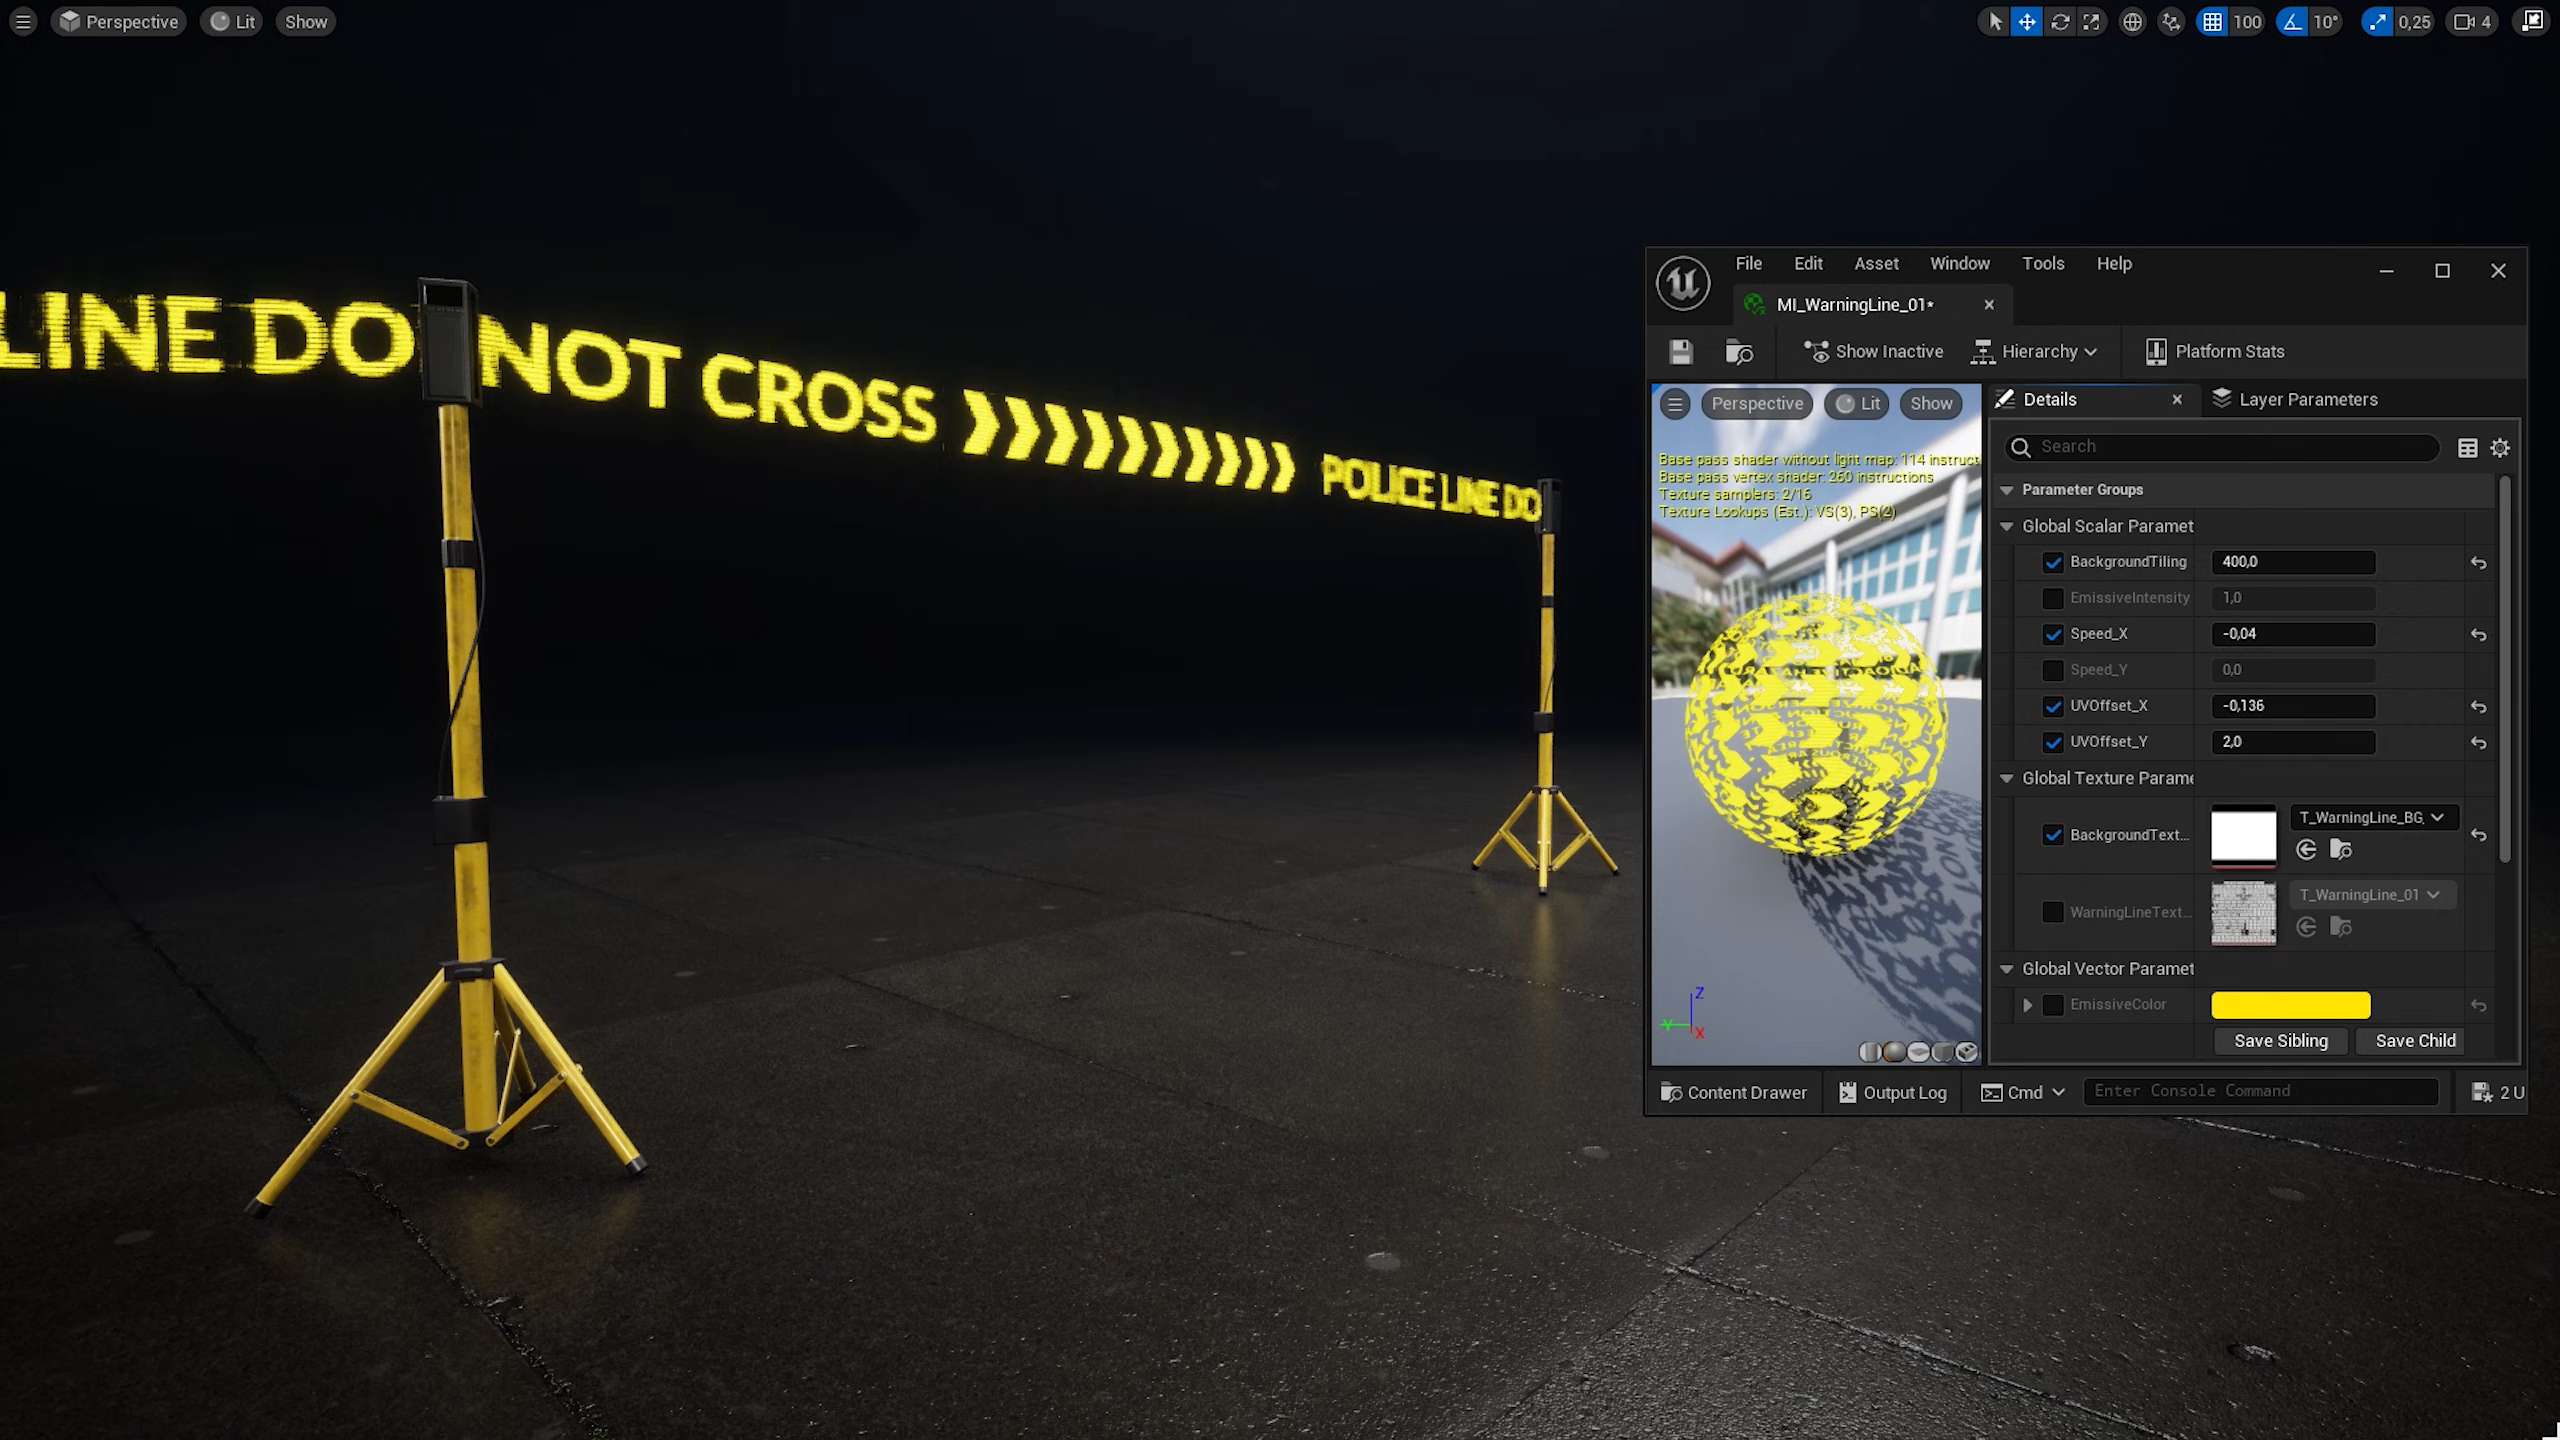 Perspective
Lit
Show
100
10°
0,25
4
LINE DO NOT CROSS
POLICE LINE DO
File
Edit
Asset
Window
Tools
Help
MI_WarningLine_01*
Show Inactive
Hierarchy
Platform Stats
Perspective
Lit
Show
Base pass shader without light map: 114 instruct
Base pass vertex shader: 260 instructions
Texture samplers: 2/16
Texture Lookups (Est.): VS(3), PS(2)
Z
Y
X
Details
Layer Parameters
Search
Parameter Groups
Global Scalar Paramet
BackgroundTiling
400,0
EmissiveIntensity
1,0
Speed_X
-0,04
Speed_Y
0,0
UVOffset_X
-0,136
UVOffset_Y
2,0
Global Texture Parame
BackgroundText...
T_WarningLine_BG_
WarningLineText...
T_WarningLine_01
Global Vector Paramet
EmissiveColor
Save Sibling
Save Child
Content Drawer
Output Log
Cmd
Enter Console Command
2 U